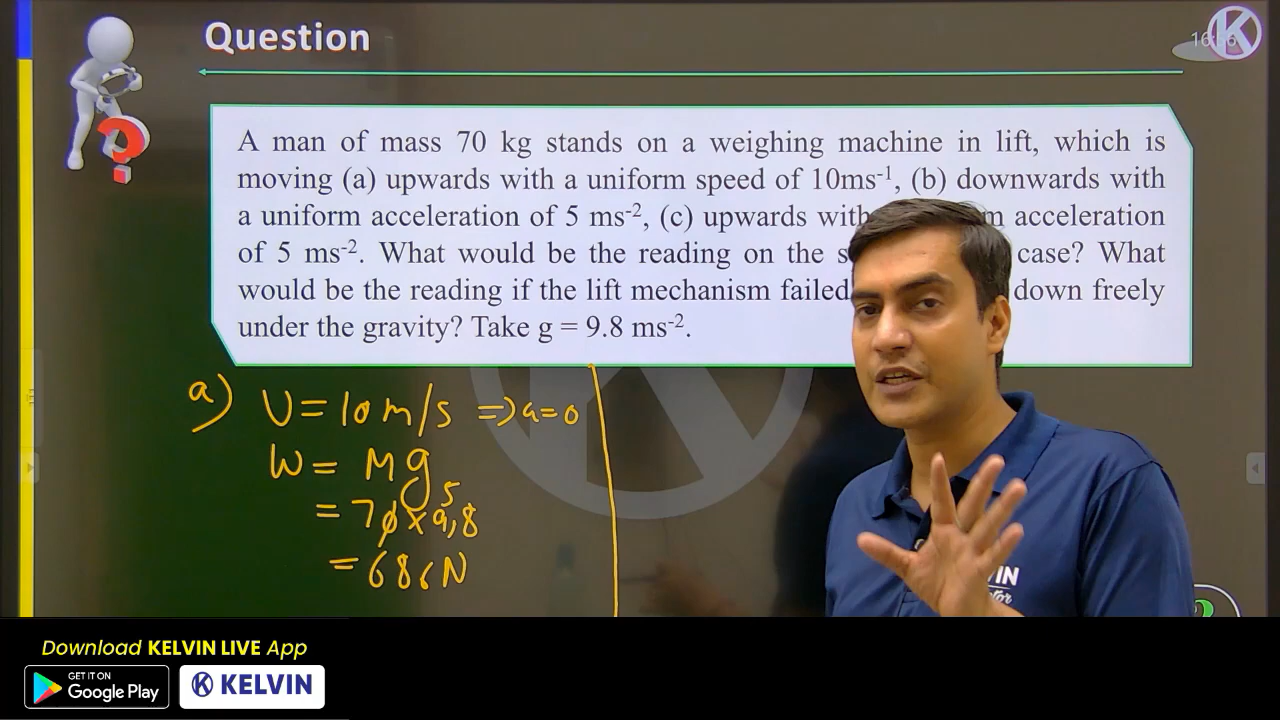 Question
A man of mass 70 kg stands on a weighing machine in lift, which is
moving (a) upwards with a uniform speed of 10ms-1, (b) downwards with
a uniform acceleration of 5 ms-2, (c) upwards with acceleration
of 5 ms-2. What would be the reading on the case? What
would be the reading if the lift mechanism failed down freely
under the gravity? Take g = 9.8 ms-2.
a) U = 10 m/s => a = 0
W = Mg
= 70 x 9,8
= 686 N
Download KELVIN LIVE App
GET IT ON
Google Play
K KELVIN